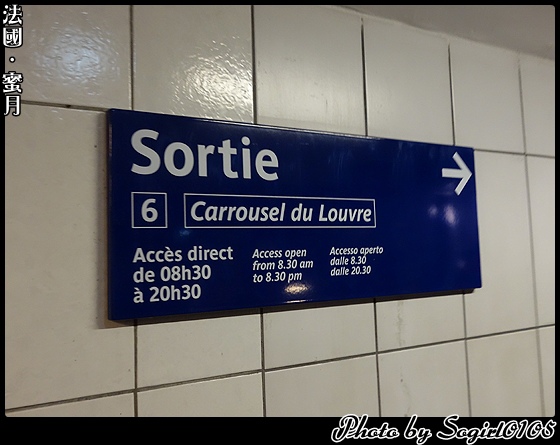 法國．蜜月
Sortie
6 Carrousel du Louvre
Accès direct
de 08h30
à 20h30
Access open
from 8.30 am
to 8.30 pm
Accesso aperto
dalle 8.30
dalle 20.30
Photo by Sogirl0108